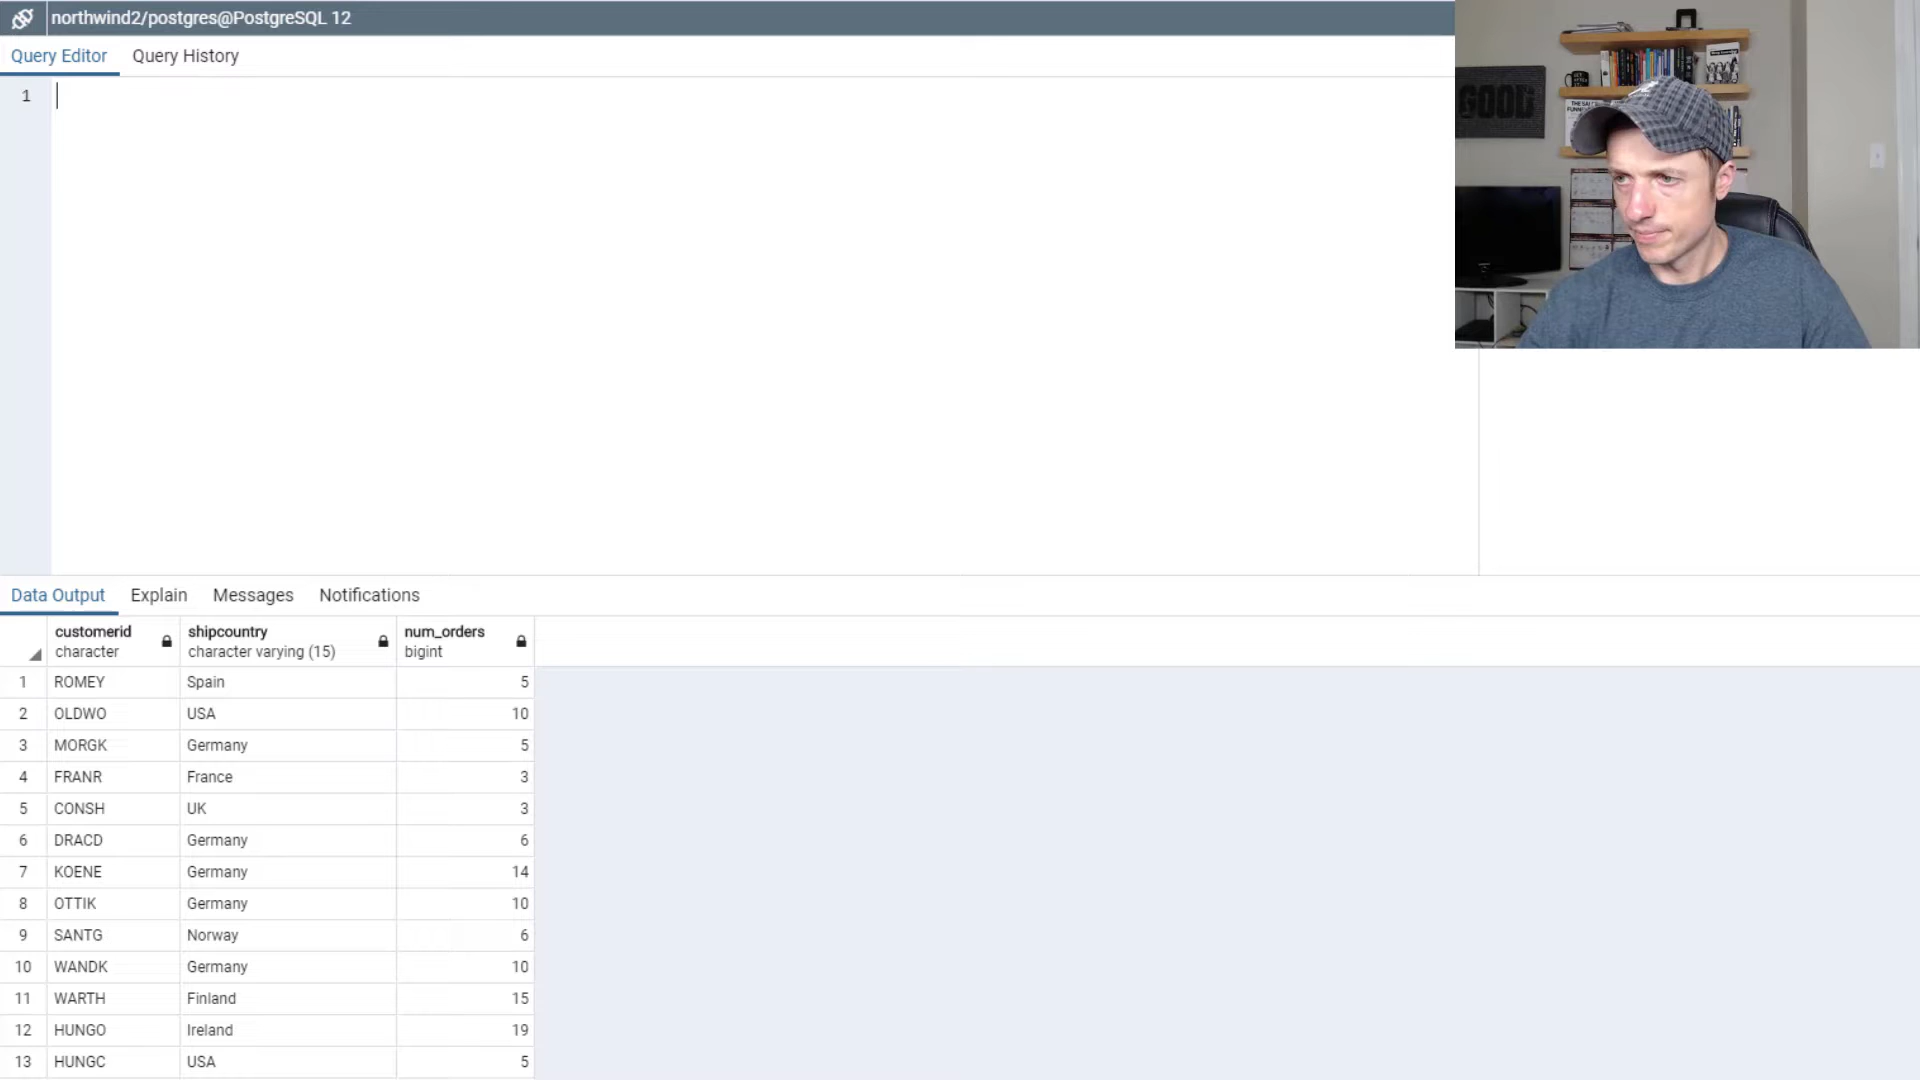 northwind2/postgres@PostgreSQL 12
Query Editor Query History
1
GOOD
Data Output Explain Messages Notifications
customerid shipcountry num_orders
character character varying (15) bigint
1 ROMEY Spain 5
2 OLDWO USA 10
3 MORGK Germany 5
4 FRANR France 3
5 CONSH UK 3
6 DRACD Germany 6
7 KOENE Germany 14
8 OTTIK Germany 10
9 SANTG Norway 6
10 WANDK Germany 10
11 WARTH Finland 15
12 HUNGO Ireland 19
13 HUNGC USA 5